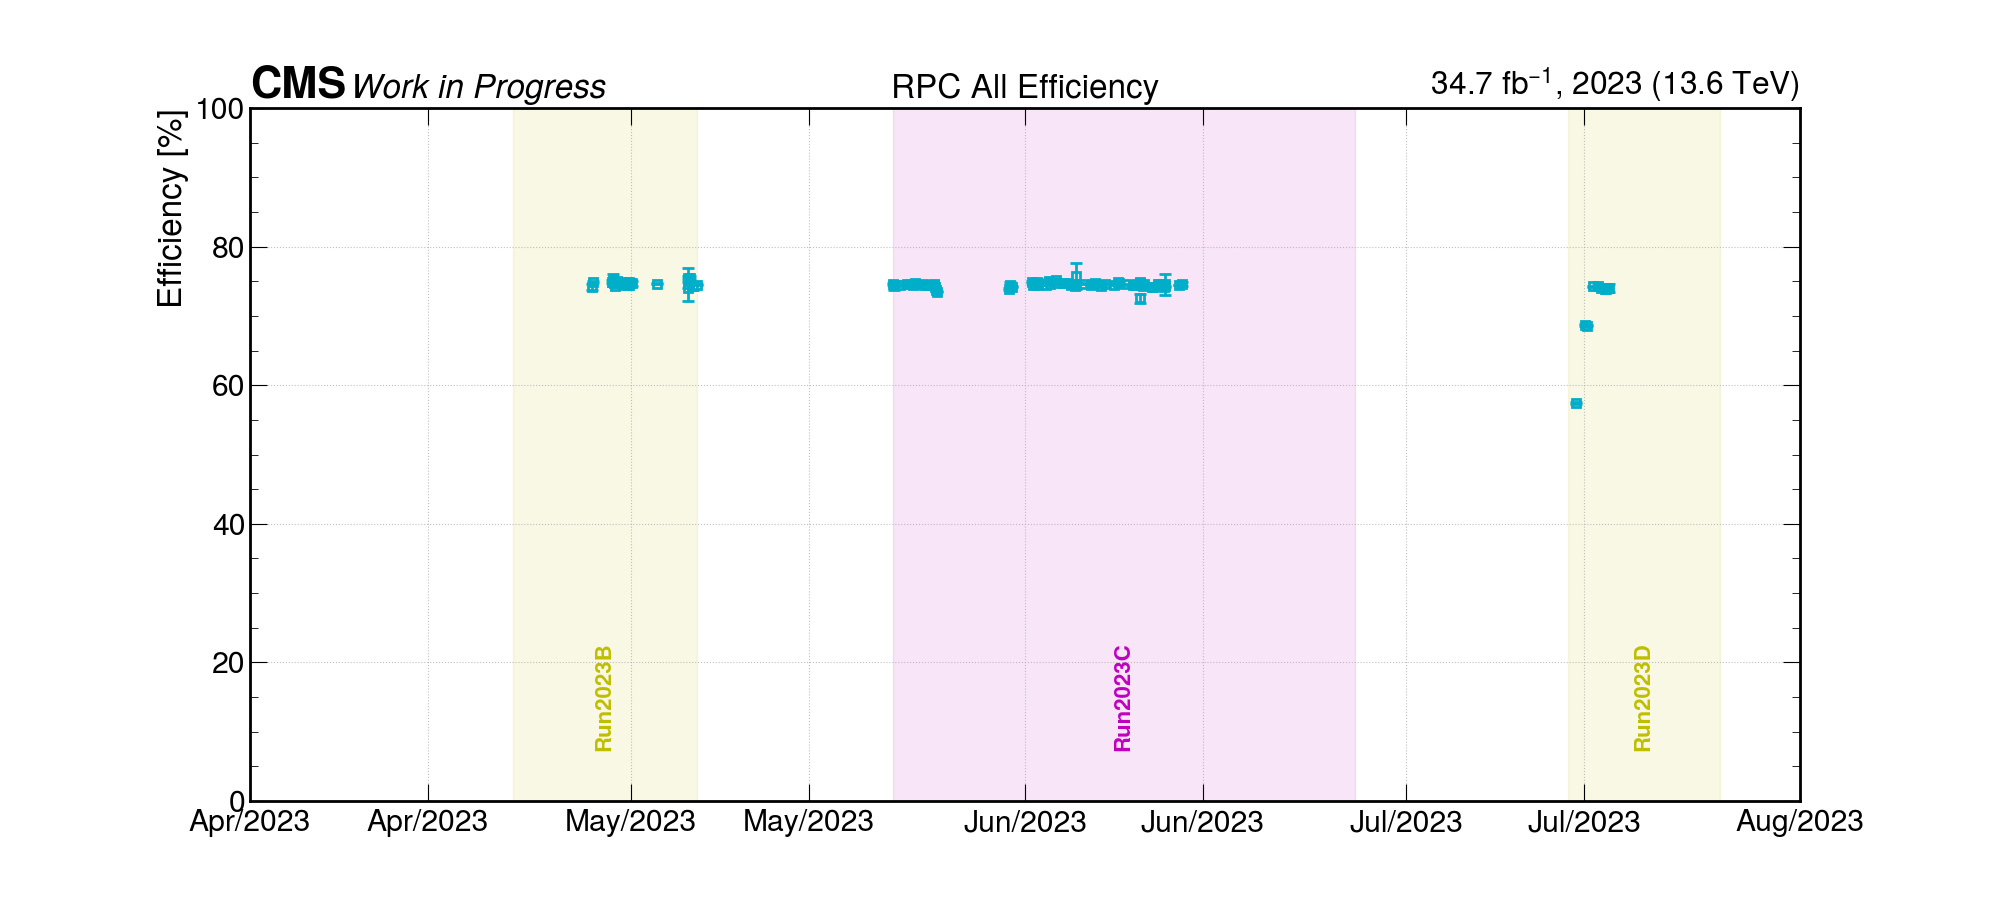 CMS Work in Progress RPC All Efficiency 34.7 fb⁻¹, 2023 (13.6 TeV)
Efficiency [%]
100
80
60
40
20
0
Run2023B
Run2023C
Run2023D
Apr/2023 Apr/2023 May/2023 May/2023 Jun/2023 Jun/2023 Jul/2023 Jul/2023 Aug/2023